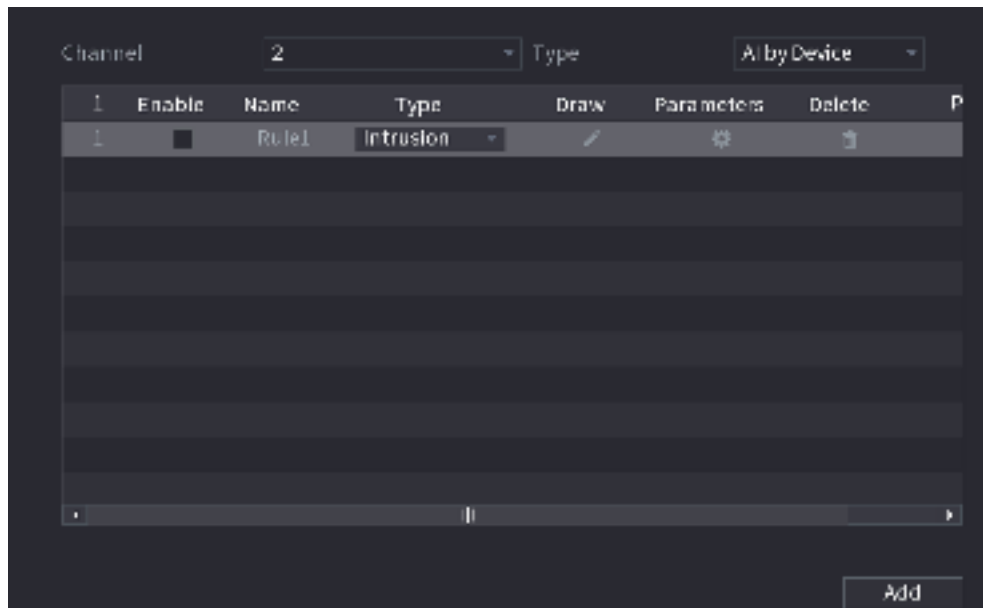 Channel 2 Type AI by Device
1 Enable Name Type Draw Parameters Delete P
1 Rule1 Intrusion
Add